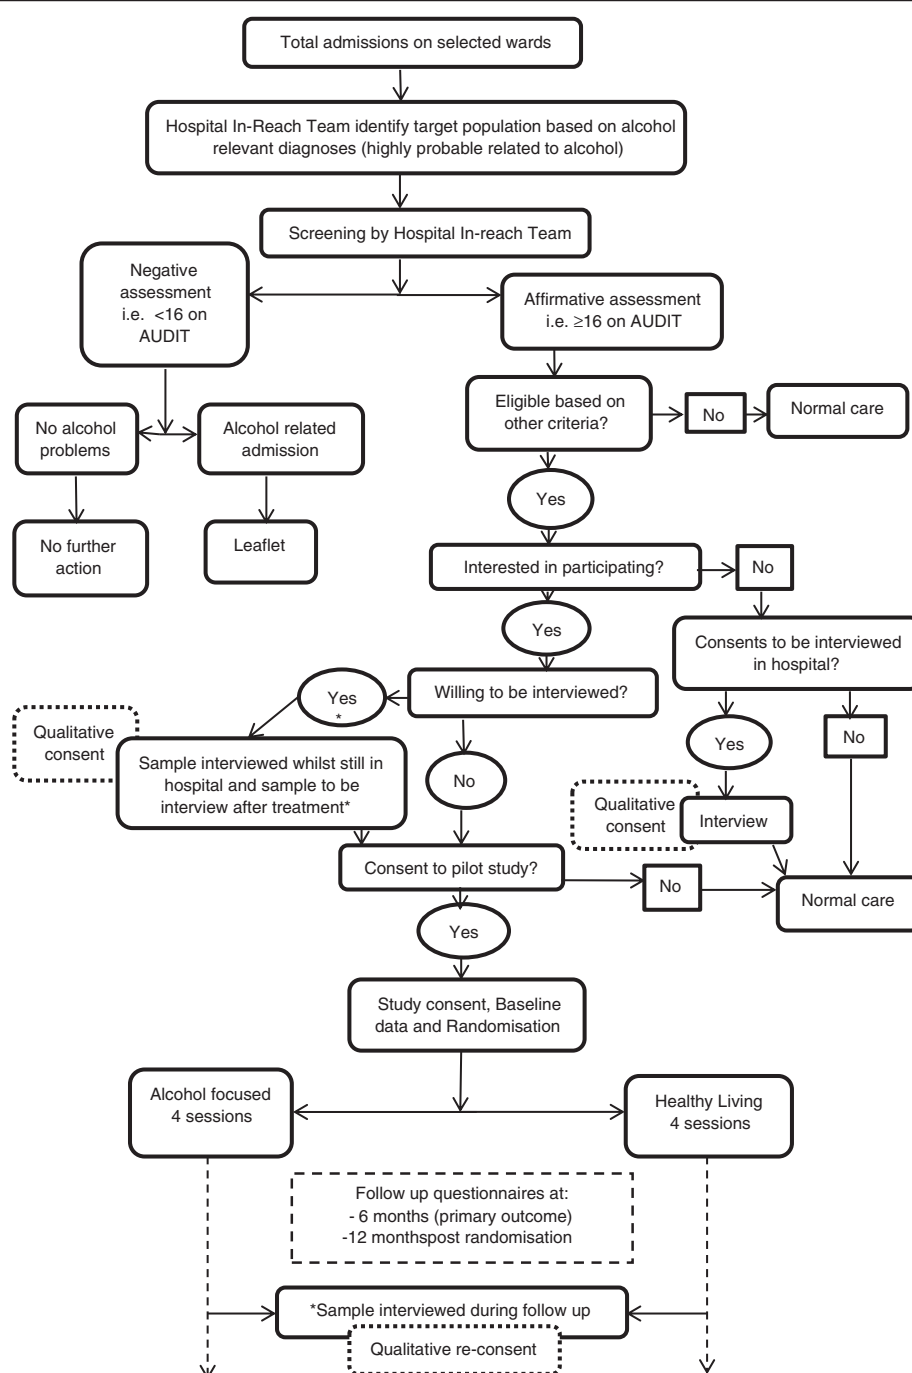 Total admissions on selected wards
Hospital In-Reach Team identify target population based on alcohol
relevant diagnoses (highly probable related to alcohol)
Screening by Hospital In-reach Team
Negative
assessment
i.e. <16 on
AUDIT
Affirmative assessment
i.e. ≥16 on AUDIT
Eligible based on
other criteria?
No
Normal care
No alcohol
problems
Alcohol related
admission
Yes
No further
action
Leaflet
Interested in participating?
No
Yes
Consents to be interviewed
in hospital?
Willing to be interviewed?
Yes
*
Qualitative
consent
Sample interviewed whilst still in
hospital and sample to be
interview after treatment*
No
Yes
No
Qualitative
consent
Interview
Consent to pilot study?
No
Normal care
Yes
Study consent, Baseline
data and Randomisation
Alcohol focused
4 sessions
Healthy Living
4 sessions
Follow up questionnaires at:
- 6 months (primary outcome)
-12 monthspost randomisation
*Sample interviewed during follow up
Qualitative re-consent